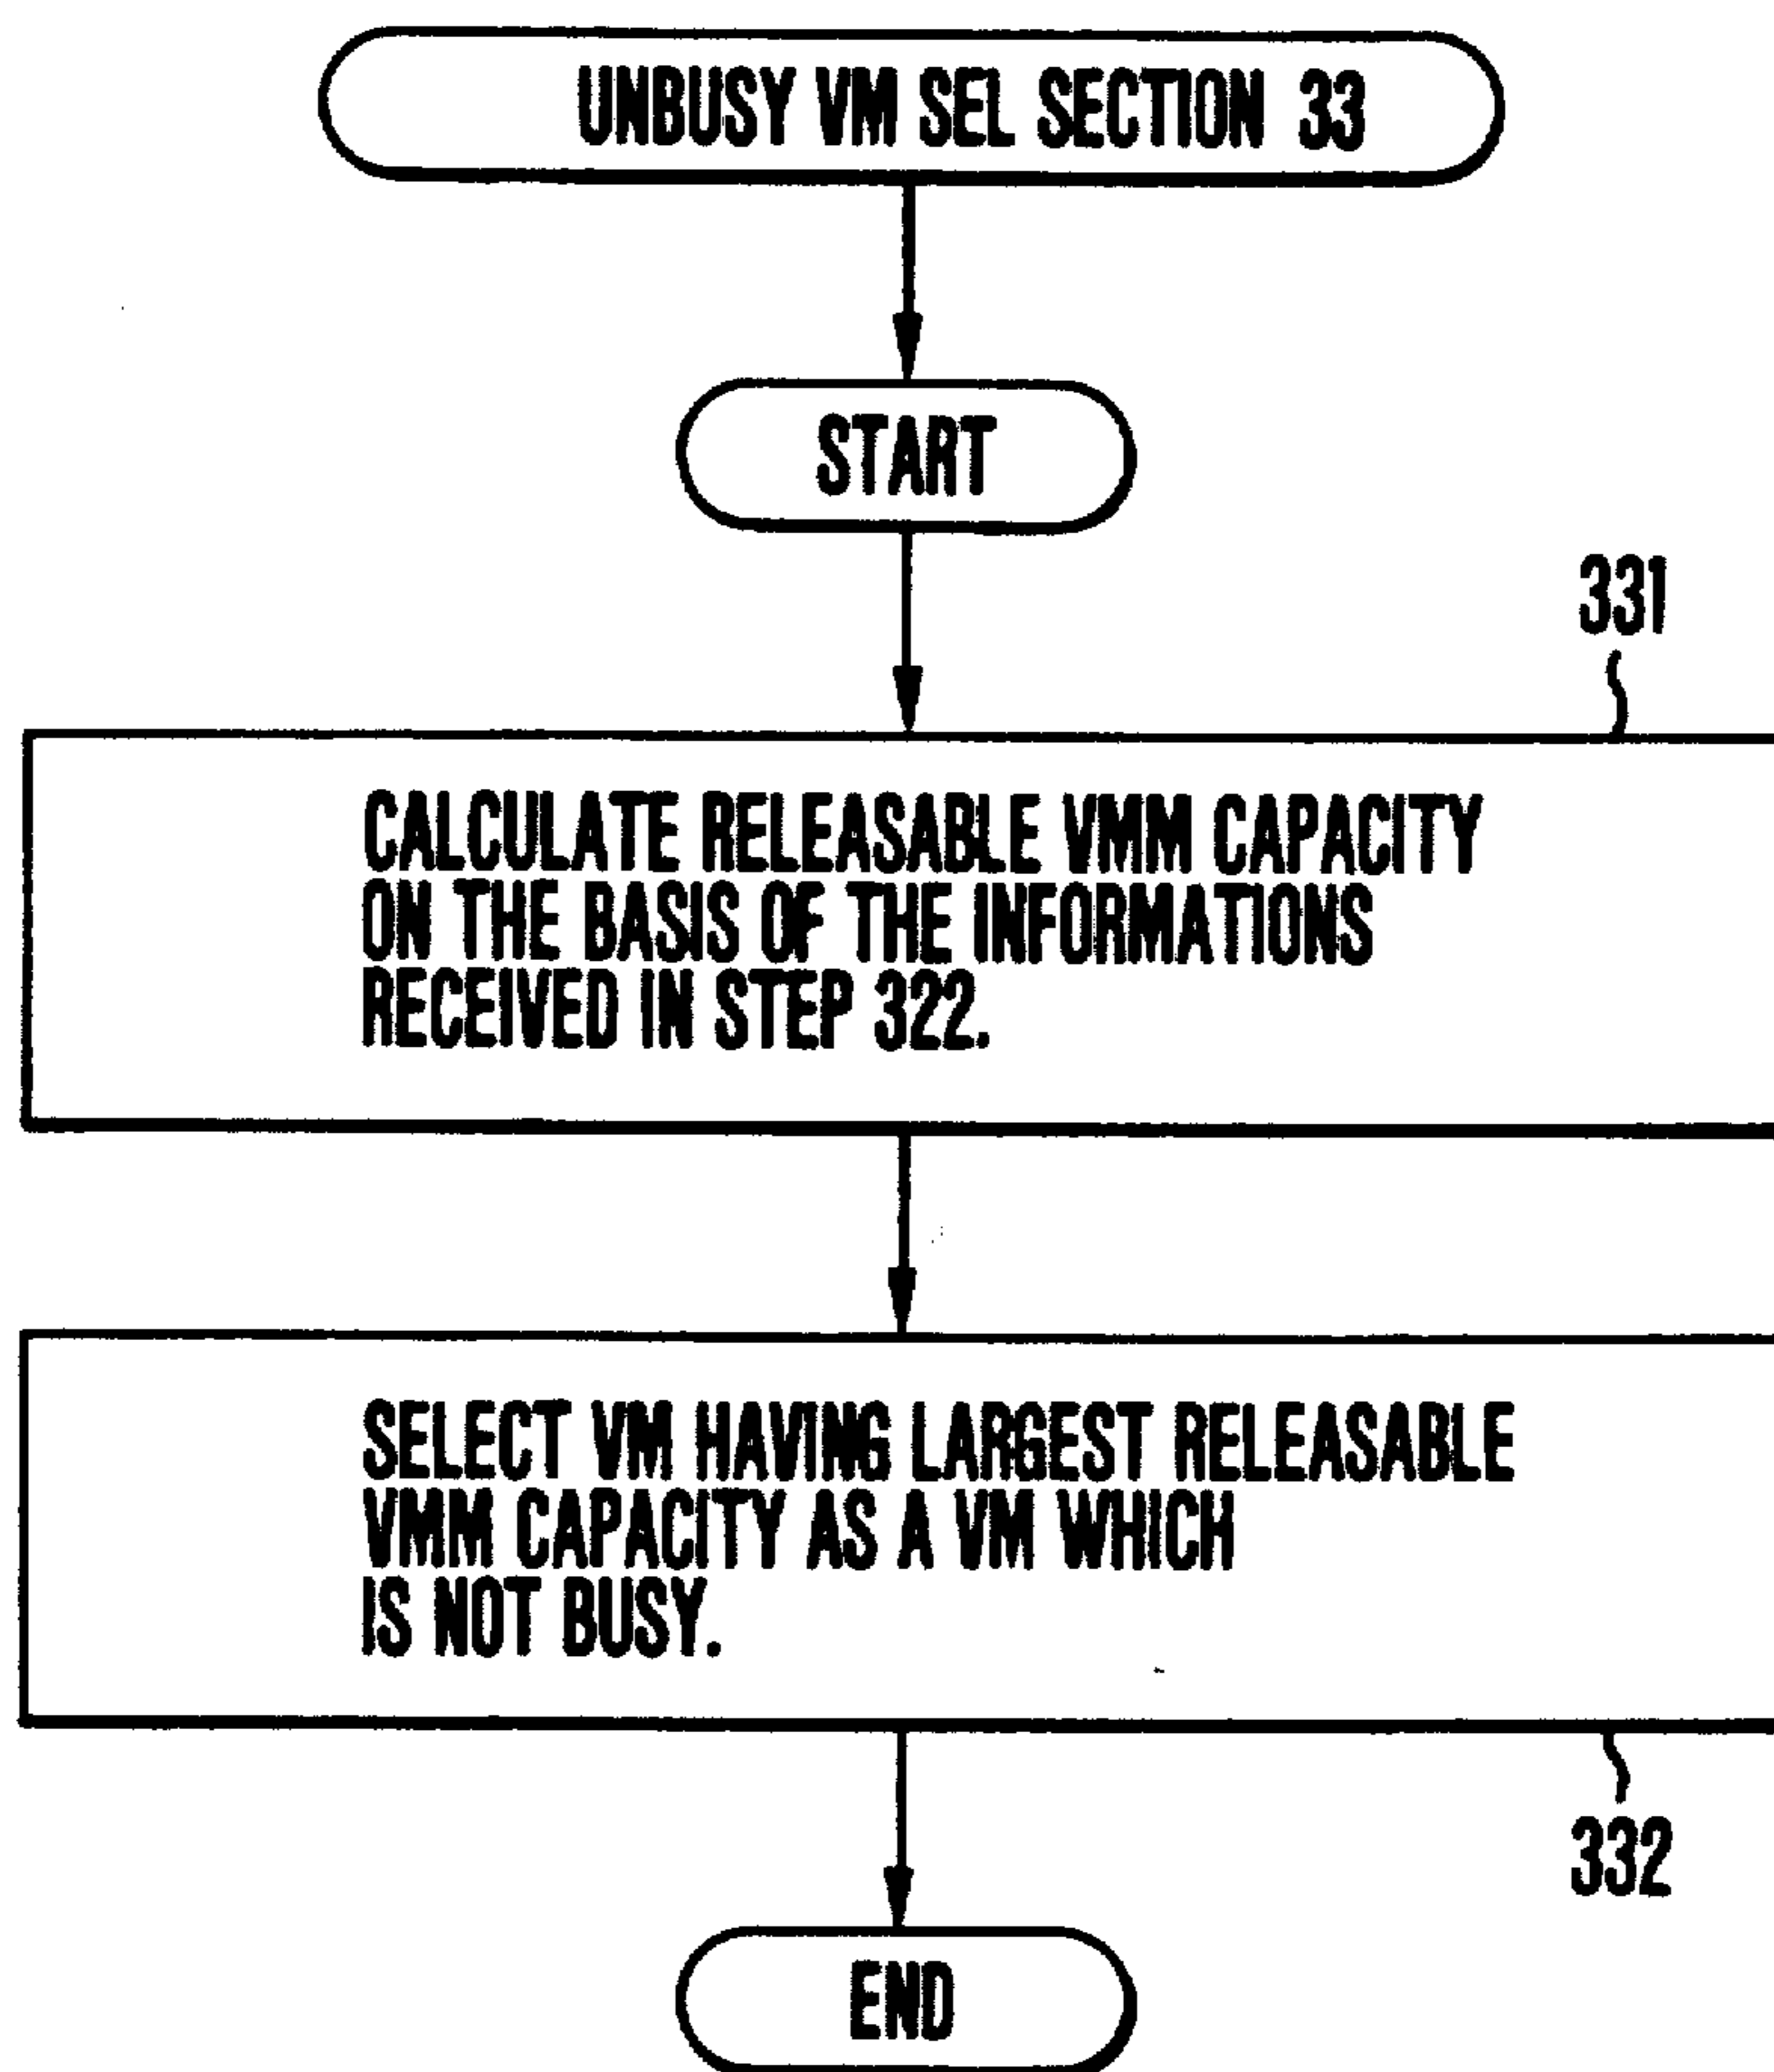 UNBUSY VM SEL SECTION 33
START
331
CALCULATE RELEASABLE VMM CAPACITY
ON THE BASIS OF THE INFORMATIONS
RECEIVED IN STEP 322.
SELECT VM HAVING LARGEST RELEASABLE
VMM CAPACITY AS A VM WHICH
IS NOT BUSY.
332
END